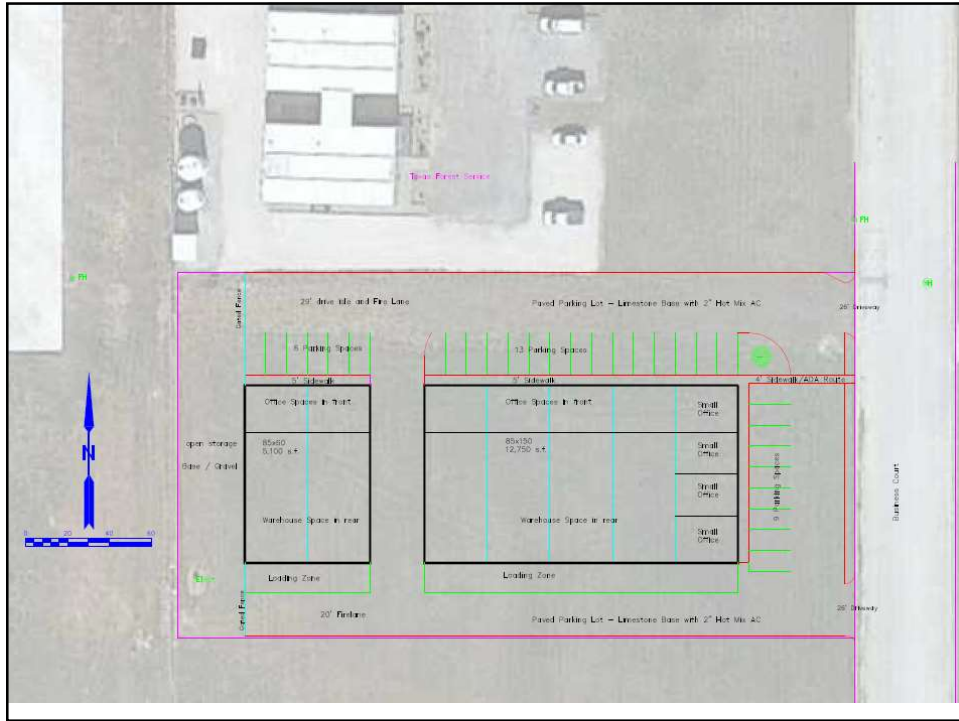 Texas Forest Service
FH
FH
MH
Gated Fence
29' drive isle and Fire Lane
Paved Parking Lot - Limestone Base with 2" Hot Mix AC
26' Driveway
6 Parking Spaces
13 Parking Spaces
5' Sidewalk
5' Sidewalk
4' Sidewalk/ADA Route
Office Spaces in front
Office Spaces in front
Small
Office
open storage
Base / Gravel
85x60
5,100 s.f.
85x150
12,750 s.f.
Small
Office
Small
Office
Small
Office
9 Parking Spaces
Business Court
N
0 20 40 60
Warehouse Space in rear
Warehouse Space in rear
Loading Zone
Loading Zone
Gated Fence
20' Firelane
Paved Parking Lot - Limestone Base with 2" Hot Mix AC
26' Driveway